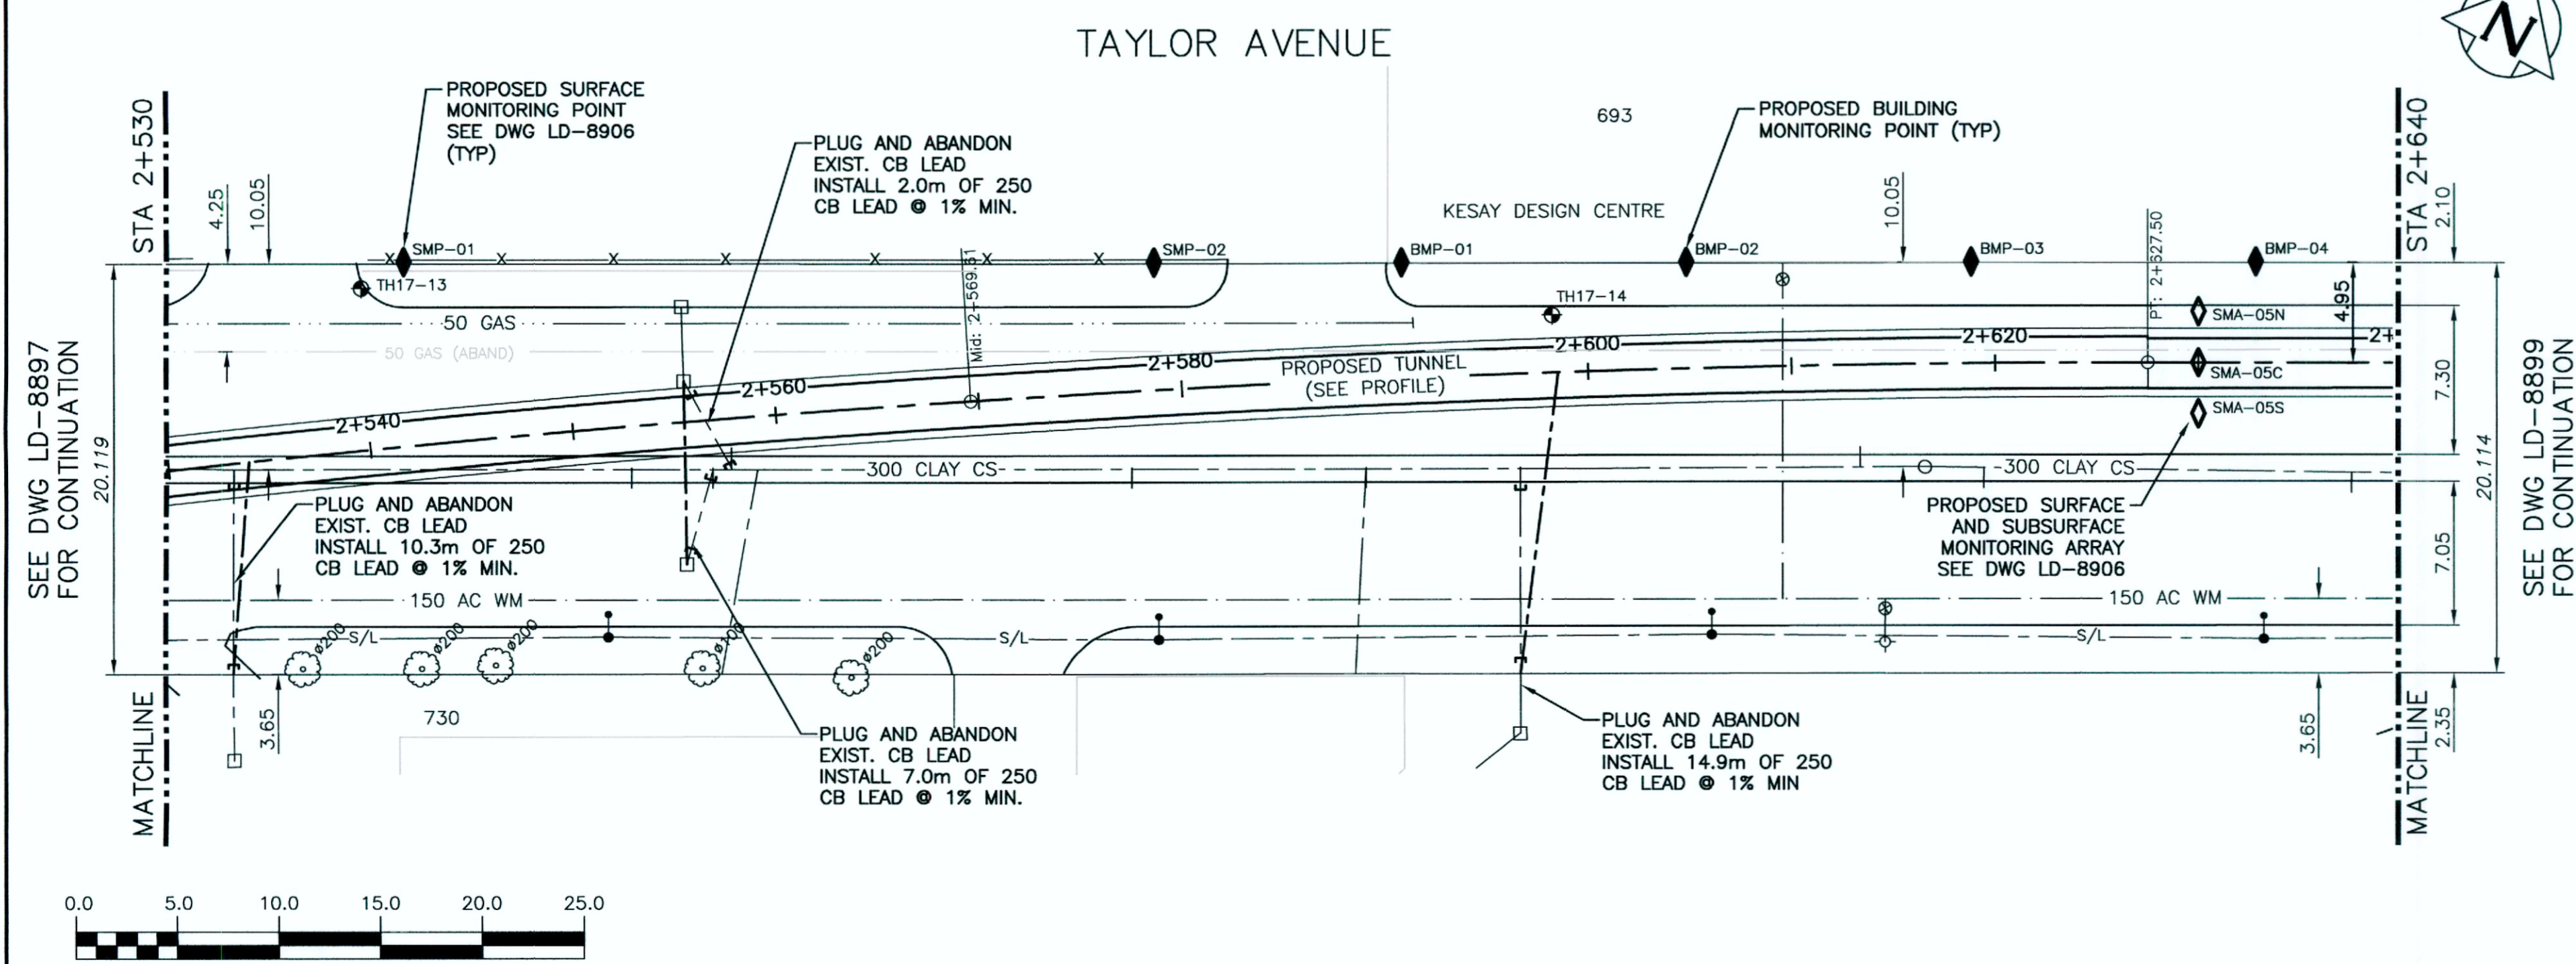 TAYLOR AVENUE
N
STA 2+530
4.25
10.05
PROPOSED SURFACE
MONITORING POINT
SEE DWG LD-8906
(TYP)
PLUG AND ABANDON
EXIST. CB LEAD
INSTALL 2.0m OF 250
CB LEAD @ 1% MIN.
693
PROPOSED BUILDING
MONITORING POINT (TYP)
KESAY DESIGN CENTRE
10.05
STA 2+640
2.10
SMP-01
SMP-02
BMP-01
BMP-02
BMP-03
BMP-04
TH17-13
TH17-14
Mid: 2+569.51
PT: 2+627.50
4.95
SMA-05N
50 GAS
50 GAS (ABAND)
SEE DWG LD-8897
FOR CONTINUATION
20.119
2+540
2+560
2+580
2+600
2+620
2+
PROPOSED TUNNEL
(SEE PROFILE)
SMA-05C
SMA-05S
7.30
SEE DWG LD-8899
FOR CONTINUATION
20.114
300 CLAY CS
300 CLAY CS
PLUG AND ABANDON
EXIST. CB LEAD
INSTALL 10.3m OF 250
CB LEAD @ 1% MIN.
PROPOSED SURFACE
AND SUBSURFACE
MONITORING ARRAY
SEE DWG LD-8906
7.05
150 AC WM
150 AC WM
S/L
S/L
S/L
ø200
ø200
ø200
ø100
ø200
MATCHLINE
3.65
730
PLUG AND ABANDON
EXIST. CB LEAD
INSTALL 7.0m OF 250
CB LEAD @ 1% MIN.
PLUG AND ABANDON
EXIST. CB LEAD
INSTALL 14.9m OF 250
CB LEAD @ 1% MIN
3.65
MATCHLINE
2.35
0.0 5.0 10.0 15.0 20.0 25.0